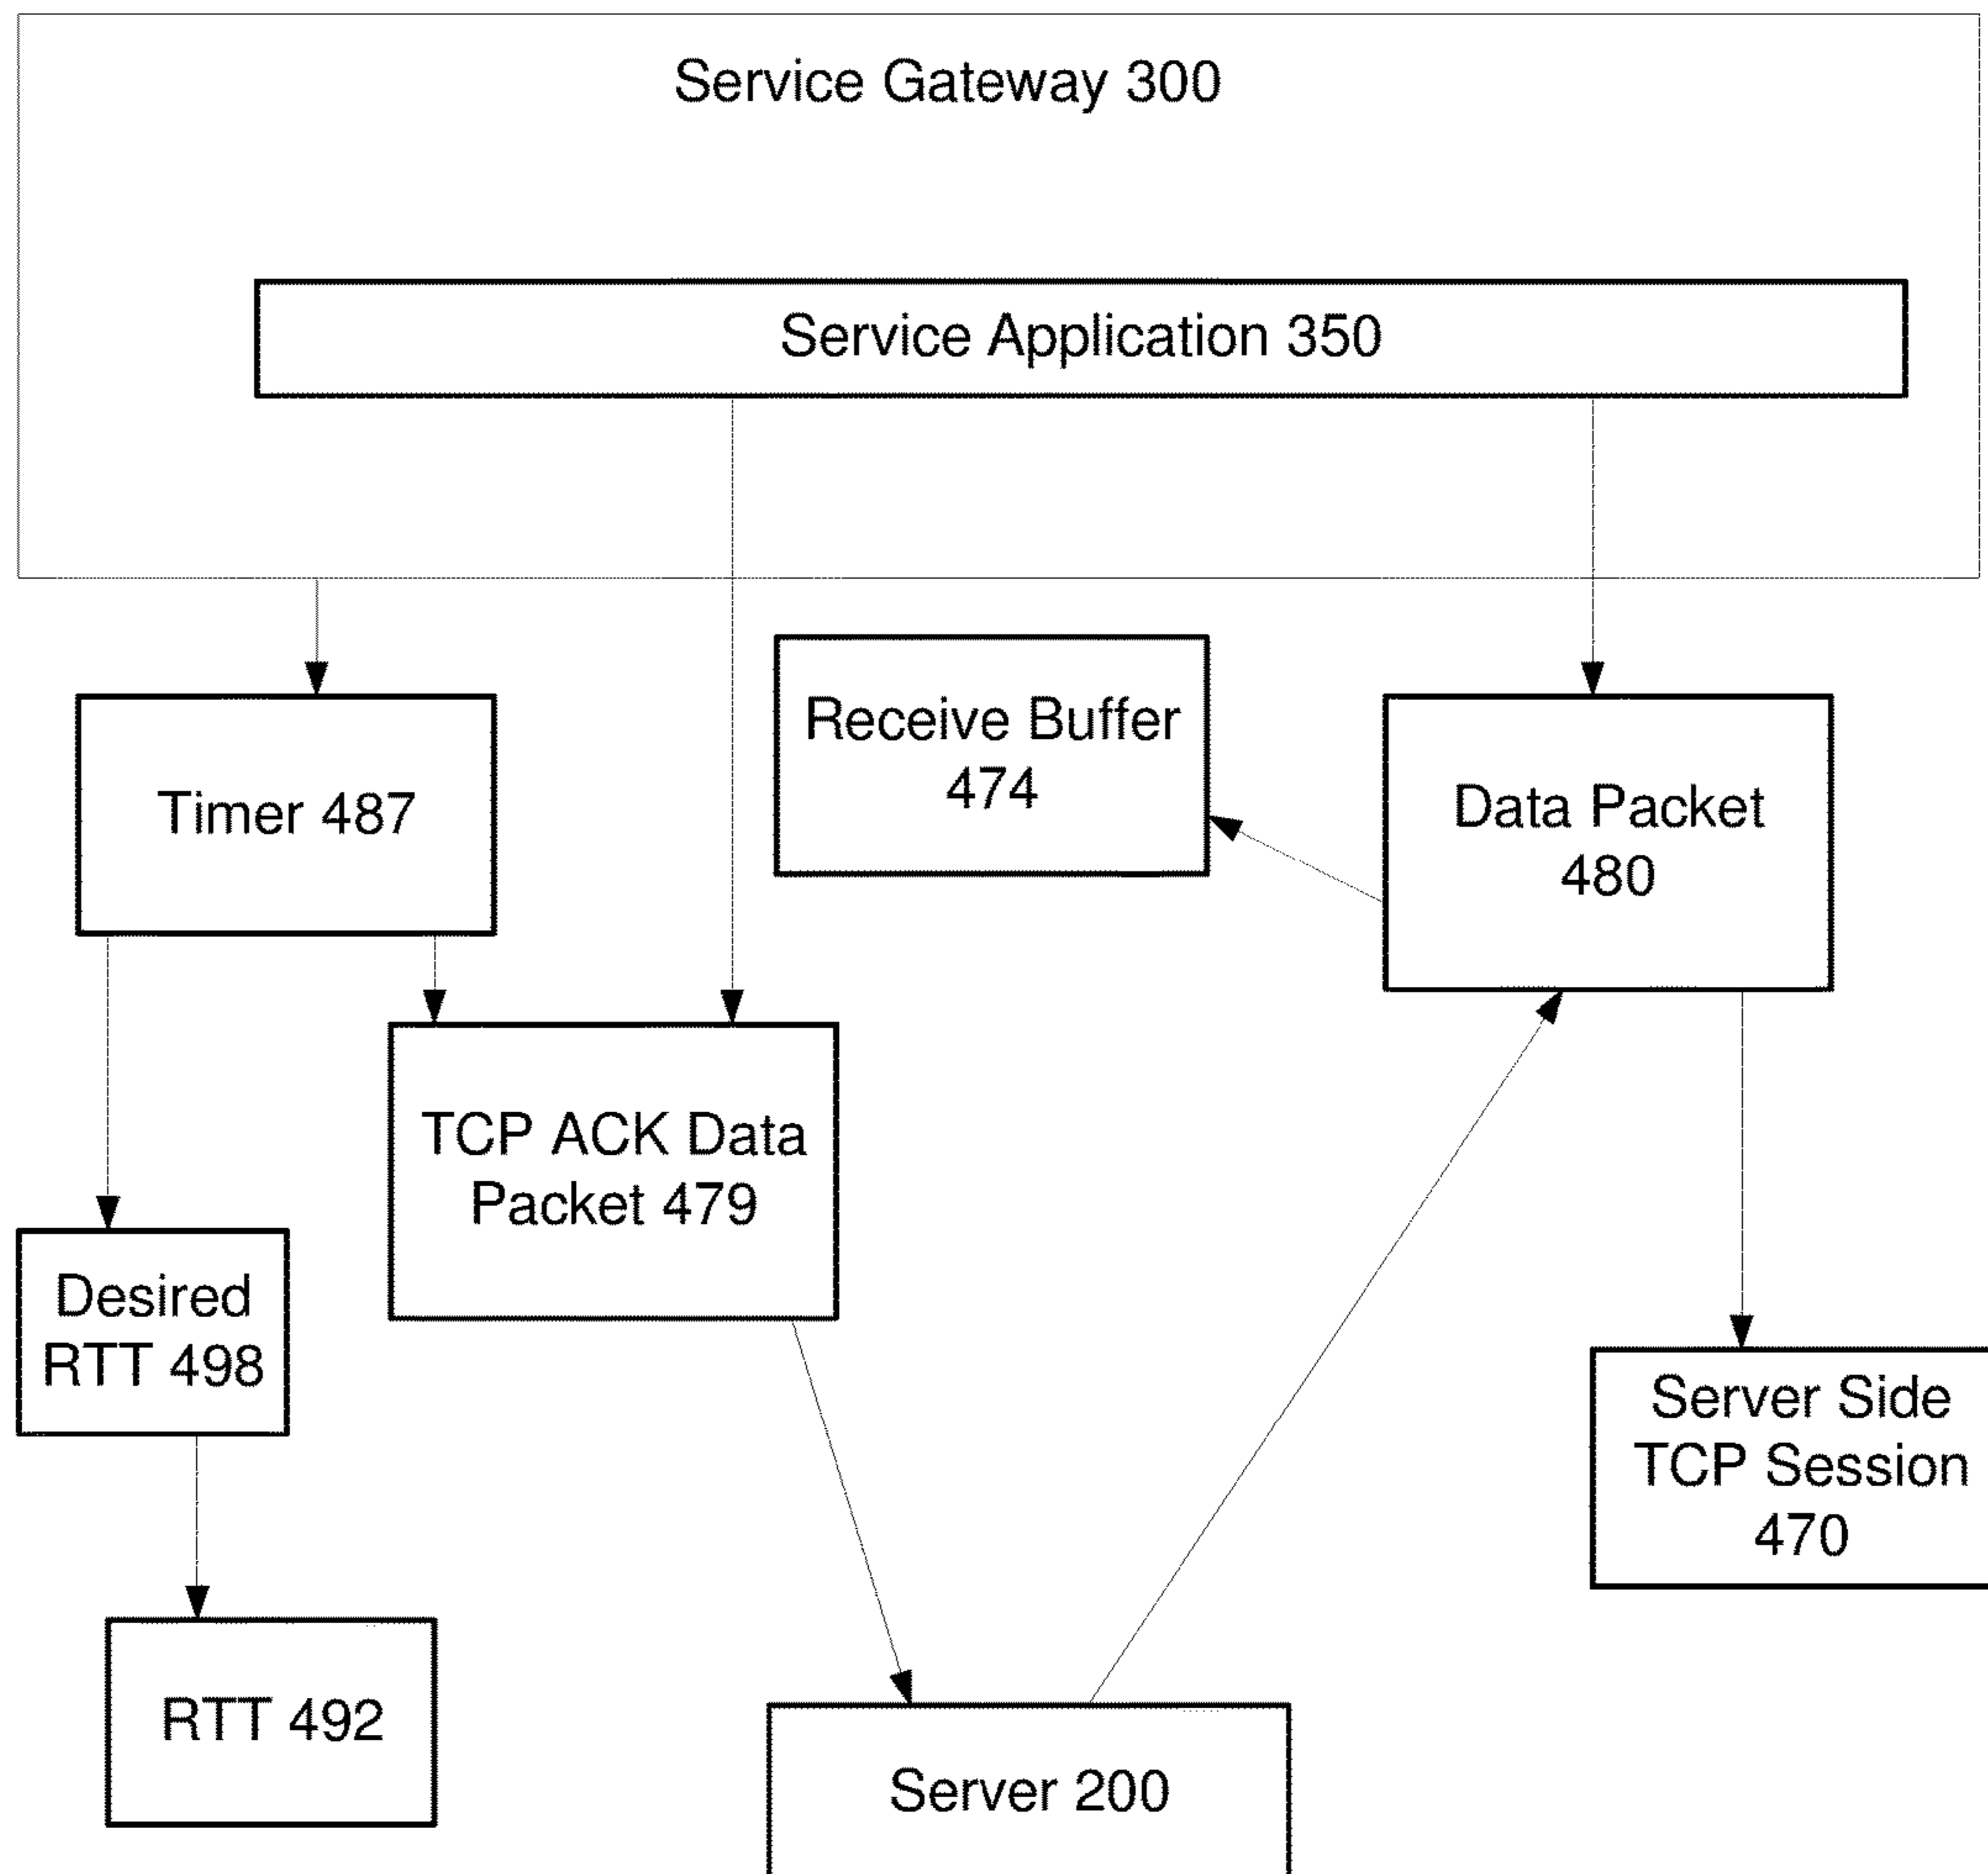 Service Gateway 300
Service Application 350
Receive Buffer
474
Timer 487
Data Packet
480
TCP ACK Data
Packet 479
Desired
RTT 498
Server Side
TCP Session
470
RTT 492
Server 200